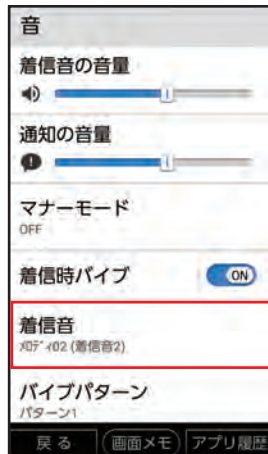 音
着信音の音量
通知の音量
マナーモード
OFF
着信時バイブ
ON
着信音
ﾒﾛﾃﾞｨ02 (着信音2)
バイブパターン
パターン1
戻る
画面メモ
アプリ履歴